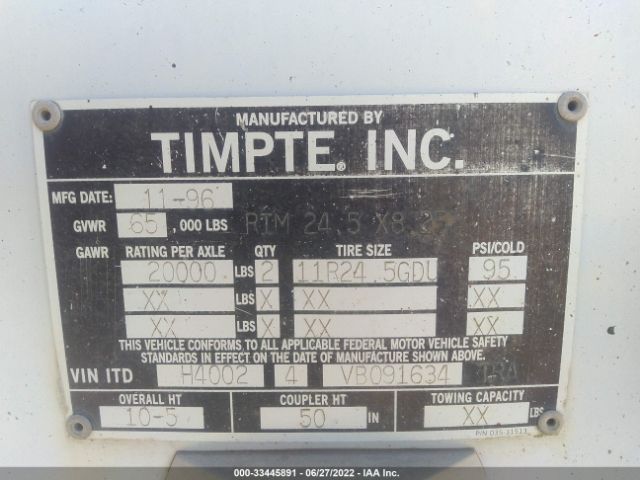 MANUFACTURED BY
TIMPTE® INC.
MFG DATE: 11-96
GVWR 65 ,000 LBS RIM 24.5 X8.25
GAWR RATING PER AXLE QTY TIRE SIZE PSI/COLD
20000 LBS 2 11R24.5GDU 95
XX LBS X XX XX
XX LBS X XX XX
THIS VEHICLE CONFORMS TO ALL APPLICABLE FEDERAL MOTOR VEHICLE SAFETY
STANDARDS IN EFFECT ON THE DATE OF MANUFACTURE SHOWN ABOVE.
VIN 1TD H4002 4 VB091634 TRA
OVERALL HT COUPLER HT TOWING CAPACITY
10-5 50 IN XX LBS
000-33445891 - 06/27/2022 - IAA Inc.